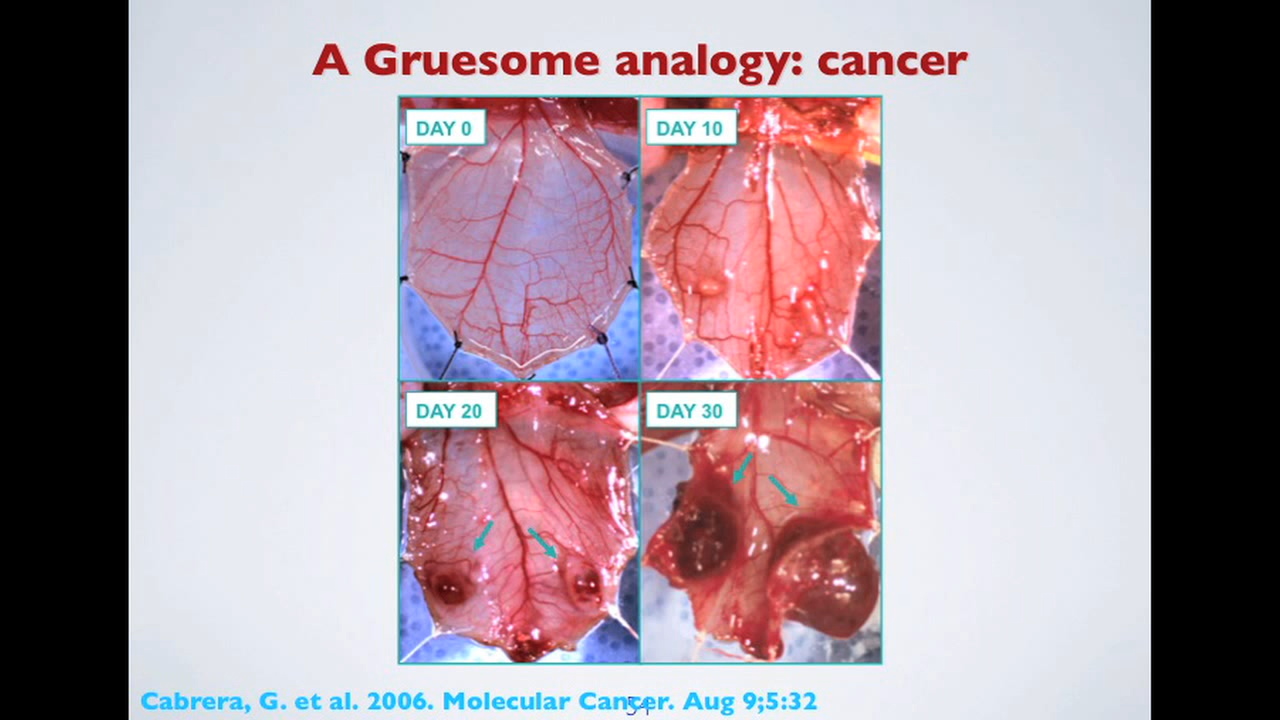 A Gruesome analogy: cancer
DAY 0
DAY 10
DAY 20
DAY 30
Cabrera, G. et al. 2006. Molecular Cancer. Aug 9;5:32